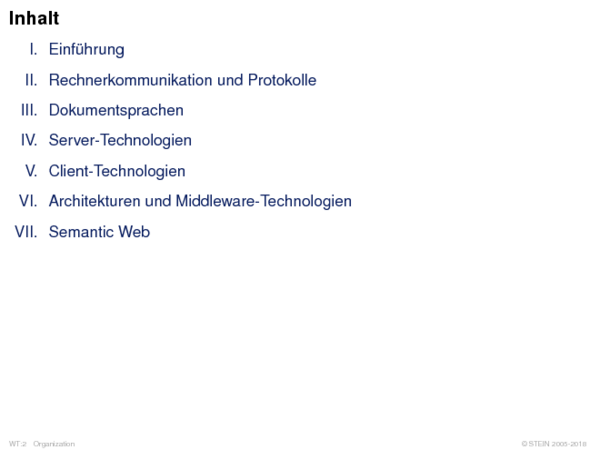 Inhalt
I. Einführung
II. Rechnerkommunikation und Protokolle
III. Dokumentsprachen
IV. Server-Technologien
V. Client-Technologien
VI. Architekturen und Middleware-Technologien
VII. Semantic Web
WT:2 Organization © STEIN 2005-2018